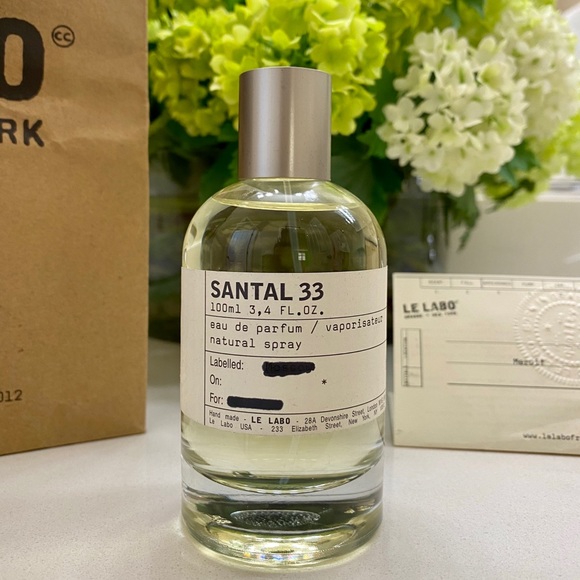 O
cc
RK
012
SANTAL 33
100ml 3,4 FL.OZ.
eau de parfum / vaporisateur
natural spray
Labelled:
On: *
For:
Hand made - LE LABO - 28A Devonshire Street, London
Le Labo USA - 233 Elizabeth Street, New York,
LE LABO
www.lelabofr